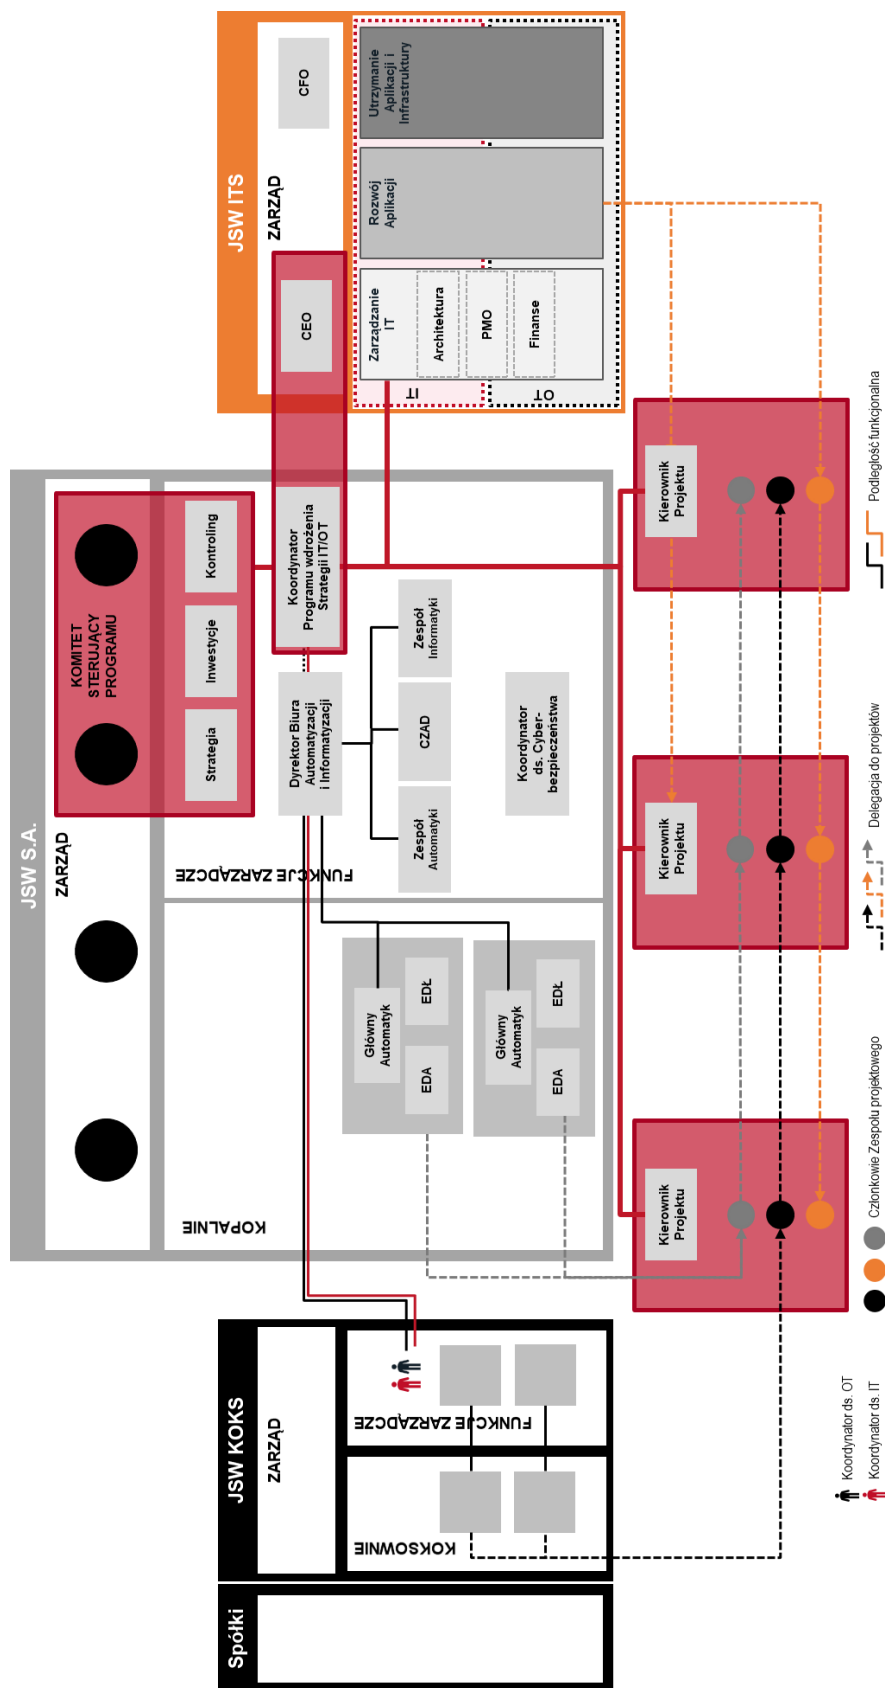 Spółki
JSW KOKS
ZARZĄD
KOKSOWNIE
FUNKCJE ZARZĄDCZE
JSW S.A.
ZARZĄD
KOMITET
STERUJĄCY
PROGRAMU
Strategia
Inwestycje
Kontroling
KOPALNIE
FUNKCJE ZARZĄDCZE
Dyrektor Biura
Automatyzacji
i Informatyzacji
Koordynator
Programu wdrożenia
Strategii IT/OT
Główny
Automatyk
EDA
EDŁ
Główny
Automatyk
EDA
EDŁ
Zespół
Automatyki
CZAD
Zespół
Informatyki
Koordynator
ds. Cyber-
bezpieczeństwa
JSW ITS
ZARZĄD
CEO
CFO
IT
OT
Zarządzanie
IT
Architektura
PMO
Finanse
Rozwój
Aplikacji
Utrzymanie
Aplikacji i
Infrastruktury
Kierownik
Projektu
Kierownik
Projektu
Kierownik
Projektu
Koordynator ds. OT
Koordynator ds. IT
Członkowie Zespołu projektowego
Delegacja do projektów
Podległość funkcjonalna